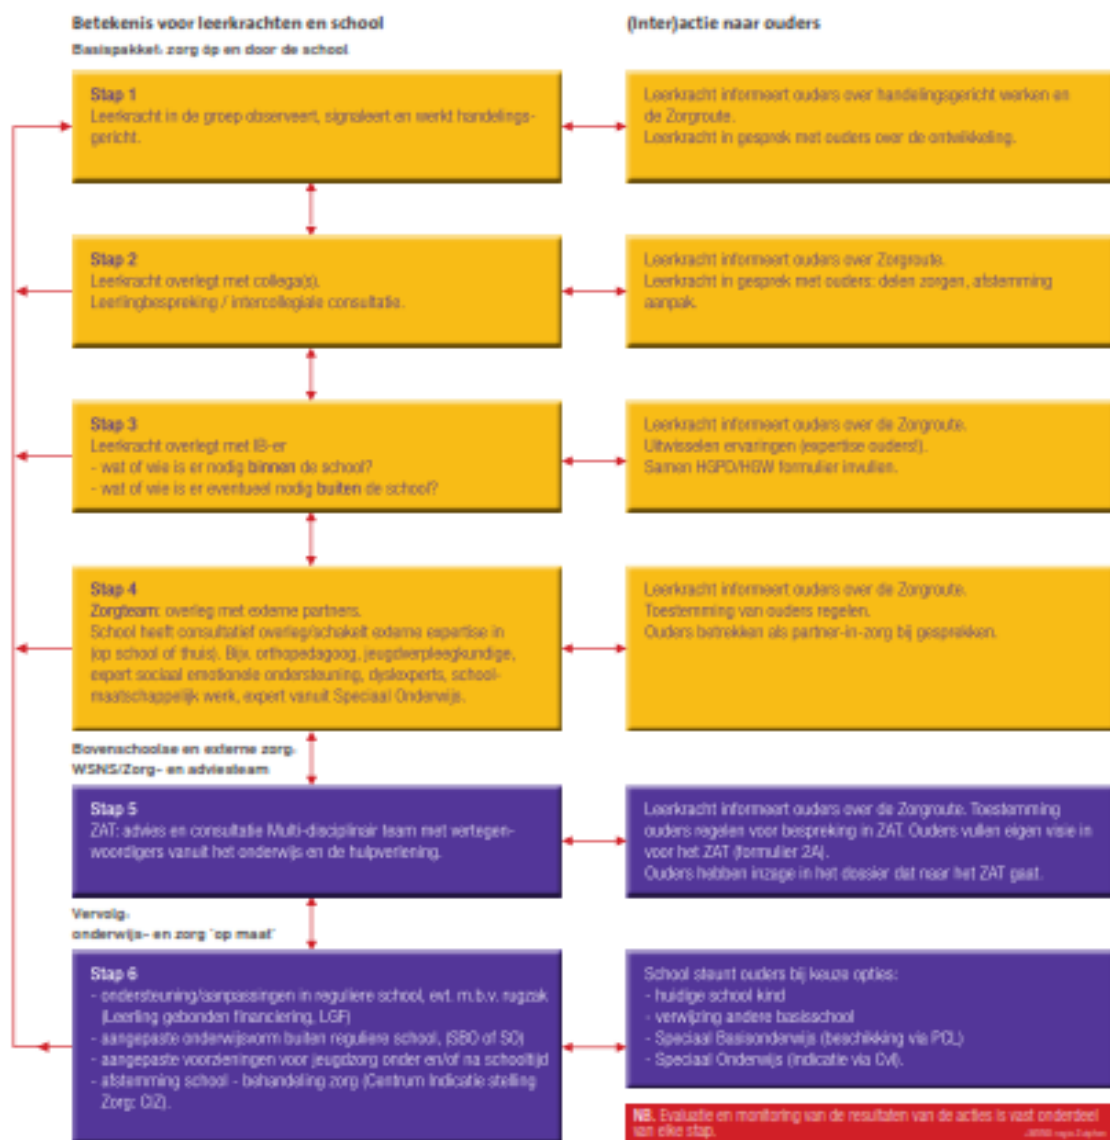 Betekenis voor leerkrachten en school
(Inter)actie naar ouders
Basispakket: zorg óp en door de school
Stap 1
Leerkracht in de groep observeert, signaleert en werkt handelings-
gericht.
Leerkracht informeert ouders over handelingsgericht werken en
de Zorgroute.
Leerkracht in gesprek met ouders over de ontwikkeling.
Stap 2
Leerkracht overlegt met collega(s).
Leerlingbespreking / intercollegiale consultatie.
Leerkracht informeert ouders over Zorgroute.
Leerkracht in gesprek met ouders: delen zorgen, afstemming
aanpak.
Stap 3
Leerkracht overlegt met IB-er
- wat of wie is er nodig binnen de school?
- wat of wie is er eventueel nodig buiten de school?
Leerkracht informeert ouders over de Zorgroute.
Uitwisselen ervaringen (expertise ouders!).
Samen HGPD/HGW formulier invullen.
Stap 4
Zorgteam: overleg met externe partners.
School heeft consultatief overleg/schakelt externe expertise in
(op school of thuis). Bijv. orthopedagoog, jeugdverpleegkundige,
expert sociaal emotionele ondersteuning, dyslexperts, school-
maatschappelijk werk, expert vanuit Speciaal Onderwijs.
Leerkracht informeert ouders over de Zorgroute.
Toestemming van ouders regelen.
Ouders betrekken als partner-in-zorg bij gesprekken.
Bovenschoolse en externe zorg:
WSNS/Zorg- en adviesteam
Stap 5
ZAT: advies en consultatie Multi-disciplinair team met vertegen-
woordigers vanuit het onderwijs en de hulpverlening.
Leerkracht informeert ouders over de Zorgroute. Toestemming
ouders regelen voor bespreking in ZAT. Ouders vullen eigen visie in
voor het ZAT (formulier 2A).
Ouders hebben inzage in het dossier dat naar het ZAT gaat.
Vervolg:
onderwijs- en zorg 'op maat'
Stap 6
- ondersteuning/aanpassingen in reguliere school, evt. m.b.v. rugzak
(Leerling gebonden financiering, LGF)
- aangepaste onderwijsvorm buiten reguliere school, (SBO of SO)
- aangepaste voorzieningen voor jeugdzorg onder en/of na schooltijd
- afstemming school - behandeling zorg (Centrum Indicatie stelling
Zorg: CIZ).
School steunt ouders bij keuze opties:
- huidige school kind
- verwijzing andere basisschool
- Speciaal Basisonderwijs (beschikking via PCL)
- Speciaal Onderwijs (indicatie via CvI).
NB. Evaluatie en monitoring van de resultaten van de acties is vast onderdeel
van elke stap.